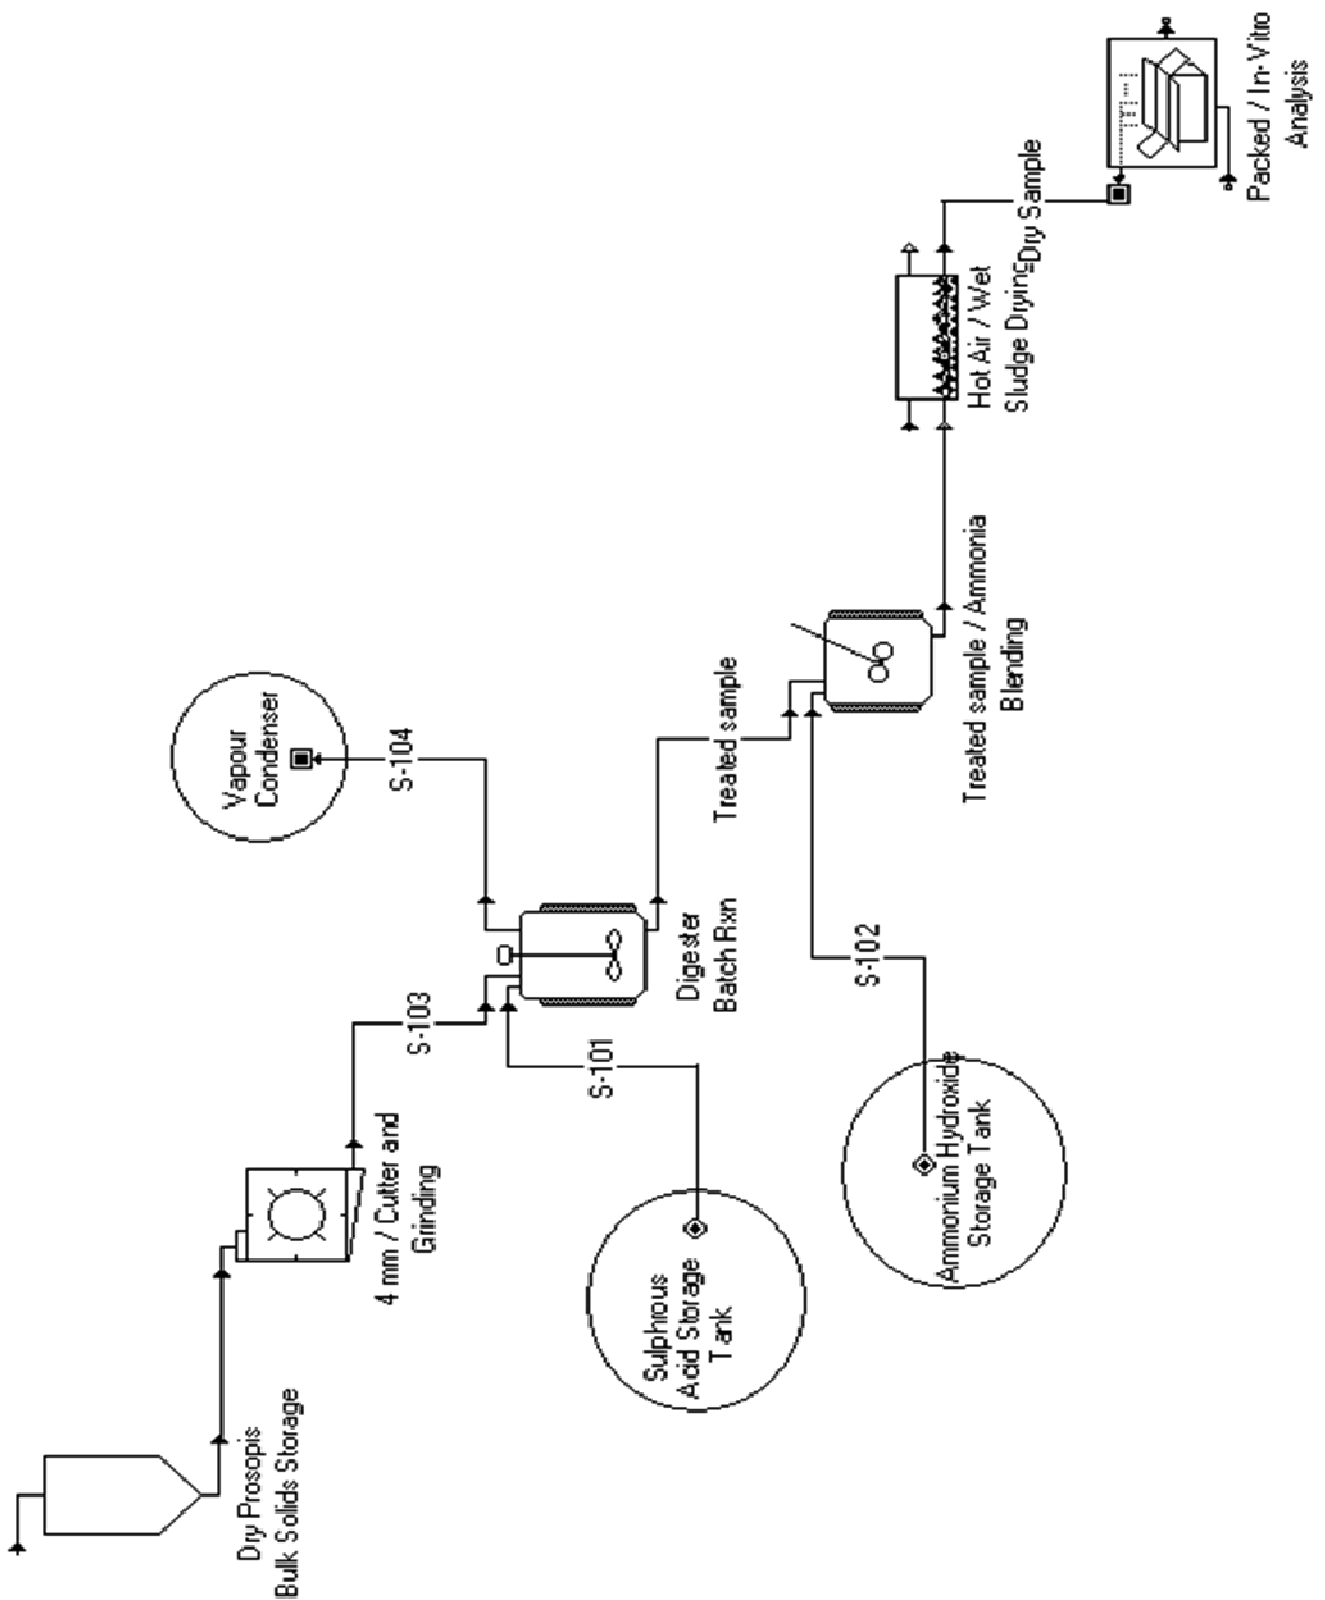 Dry Prosopis
Bulk Solids Storage
4 mm / Cutter and
Grinding
S-103
S-101
Sulphrous
Acid Storage
Tank
Vapour
Condenser
S-104
Digester
Batch Rxn
Treated sample
S-102
Ammonium Hydroxide
Storage Tank
Treated sample / Ammonia
Blending
Hot Air / Wet
Sludge Drying
Dry Sample
Packed / In-Vitro
Analysis